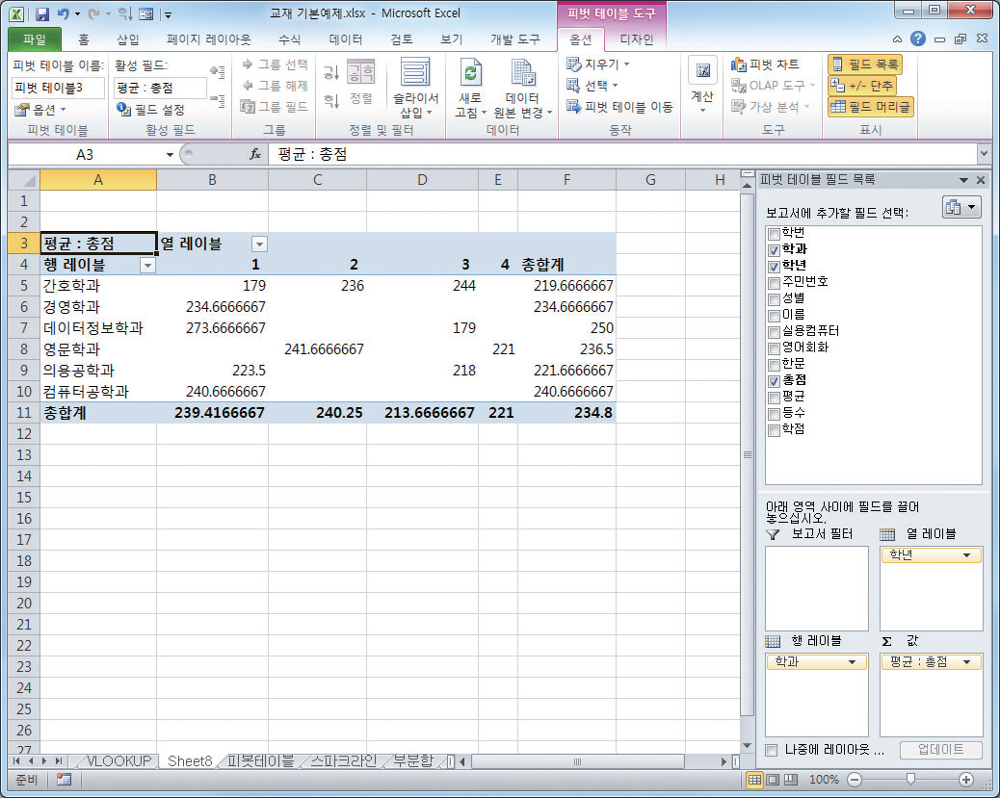 교재 기본예제.xlsx - Microsoft Excel
피벗 테이블 도구
파일 홈 삽입 페이지 레이아웃 수식 데이터 검토 보기 개발 도구 옵션 디자인
피벗 테이블 이름:
피벗 테이블3
옵션
피벗 테이블
활성 필드:
평균 : 총점
필드 설정
활성 필드
그룹 선택
그룹 해제
그룹 필드
그룹
정렬
슬라이서
삽입
정렬 및 필터
새로
고침
데이터
원본 변경
데이터
지우기
선택
피벗 테이블 이동
동작
계산
피벗 차트
OLAP 도구
가상 분석
도구
필드 목록
+/- 단추
필드 머리글
표시
A3 fx 평균 : 총점
A B C D E F G H
1
2
3 평균 : 총점 열 레이블
4 행 레이블 1 2 3 4 총합계
5 간호학과 179 236 244 219.6666667
6 경영학과 234.6666667 234.6666667
7 데이터정보학과 273.6666667 179 250
8 영문학과 241.6666667 221 236.5
9 의용공학과 223.5 218 221.6666667
10 컴퓨터공학과 240.6666667 240.6666667
11 총합계 239.4166667 240.25 213.6666667 221 234.8
12
13
14
15
16
17
18
19
20
21
22
23
24
25
26
27
피벗 테이블 필드 목록
보고서에 추가할 필드 선택:
학번
학과
학년
주민번호
성별
이름
실용컴퓨터
영어회화
한문
총점
평균
등수
학점
아래 영역 사이에 필드를 끌어
놓으십시오.
보고서 필터
열 레이블
학년
행 레이블
Σ 값
학과
평균 : 총점
나중에 레이아웃 ...
업데이트
VLOOKUP Sheet8 피봇테이블 스파크라인 부분합
준비
100%